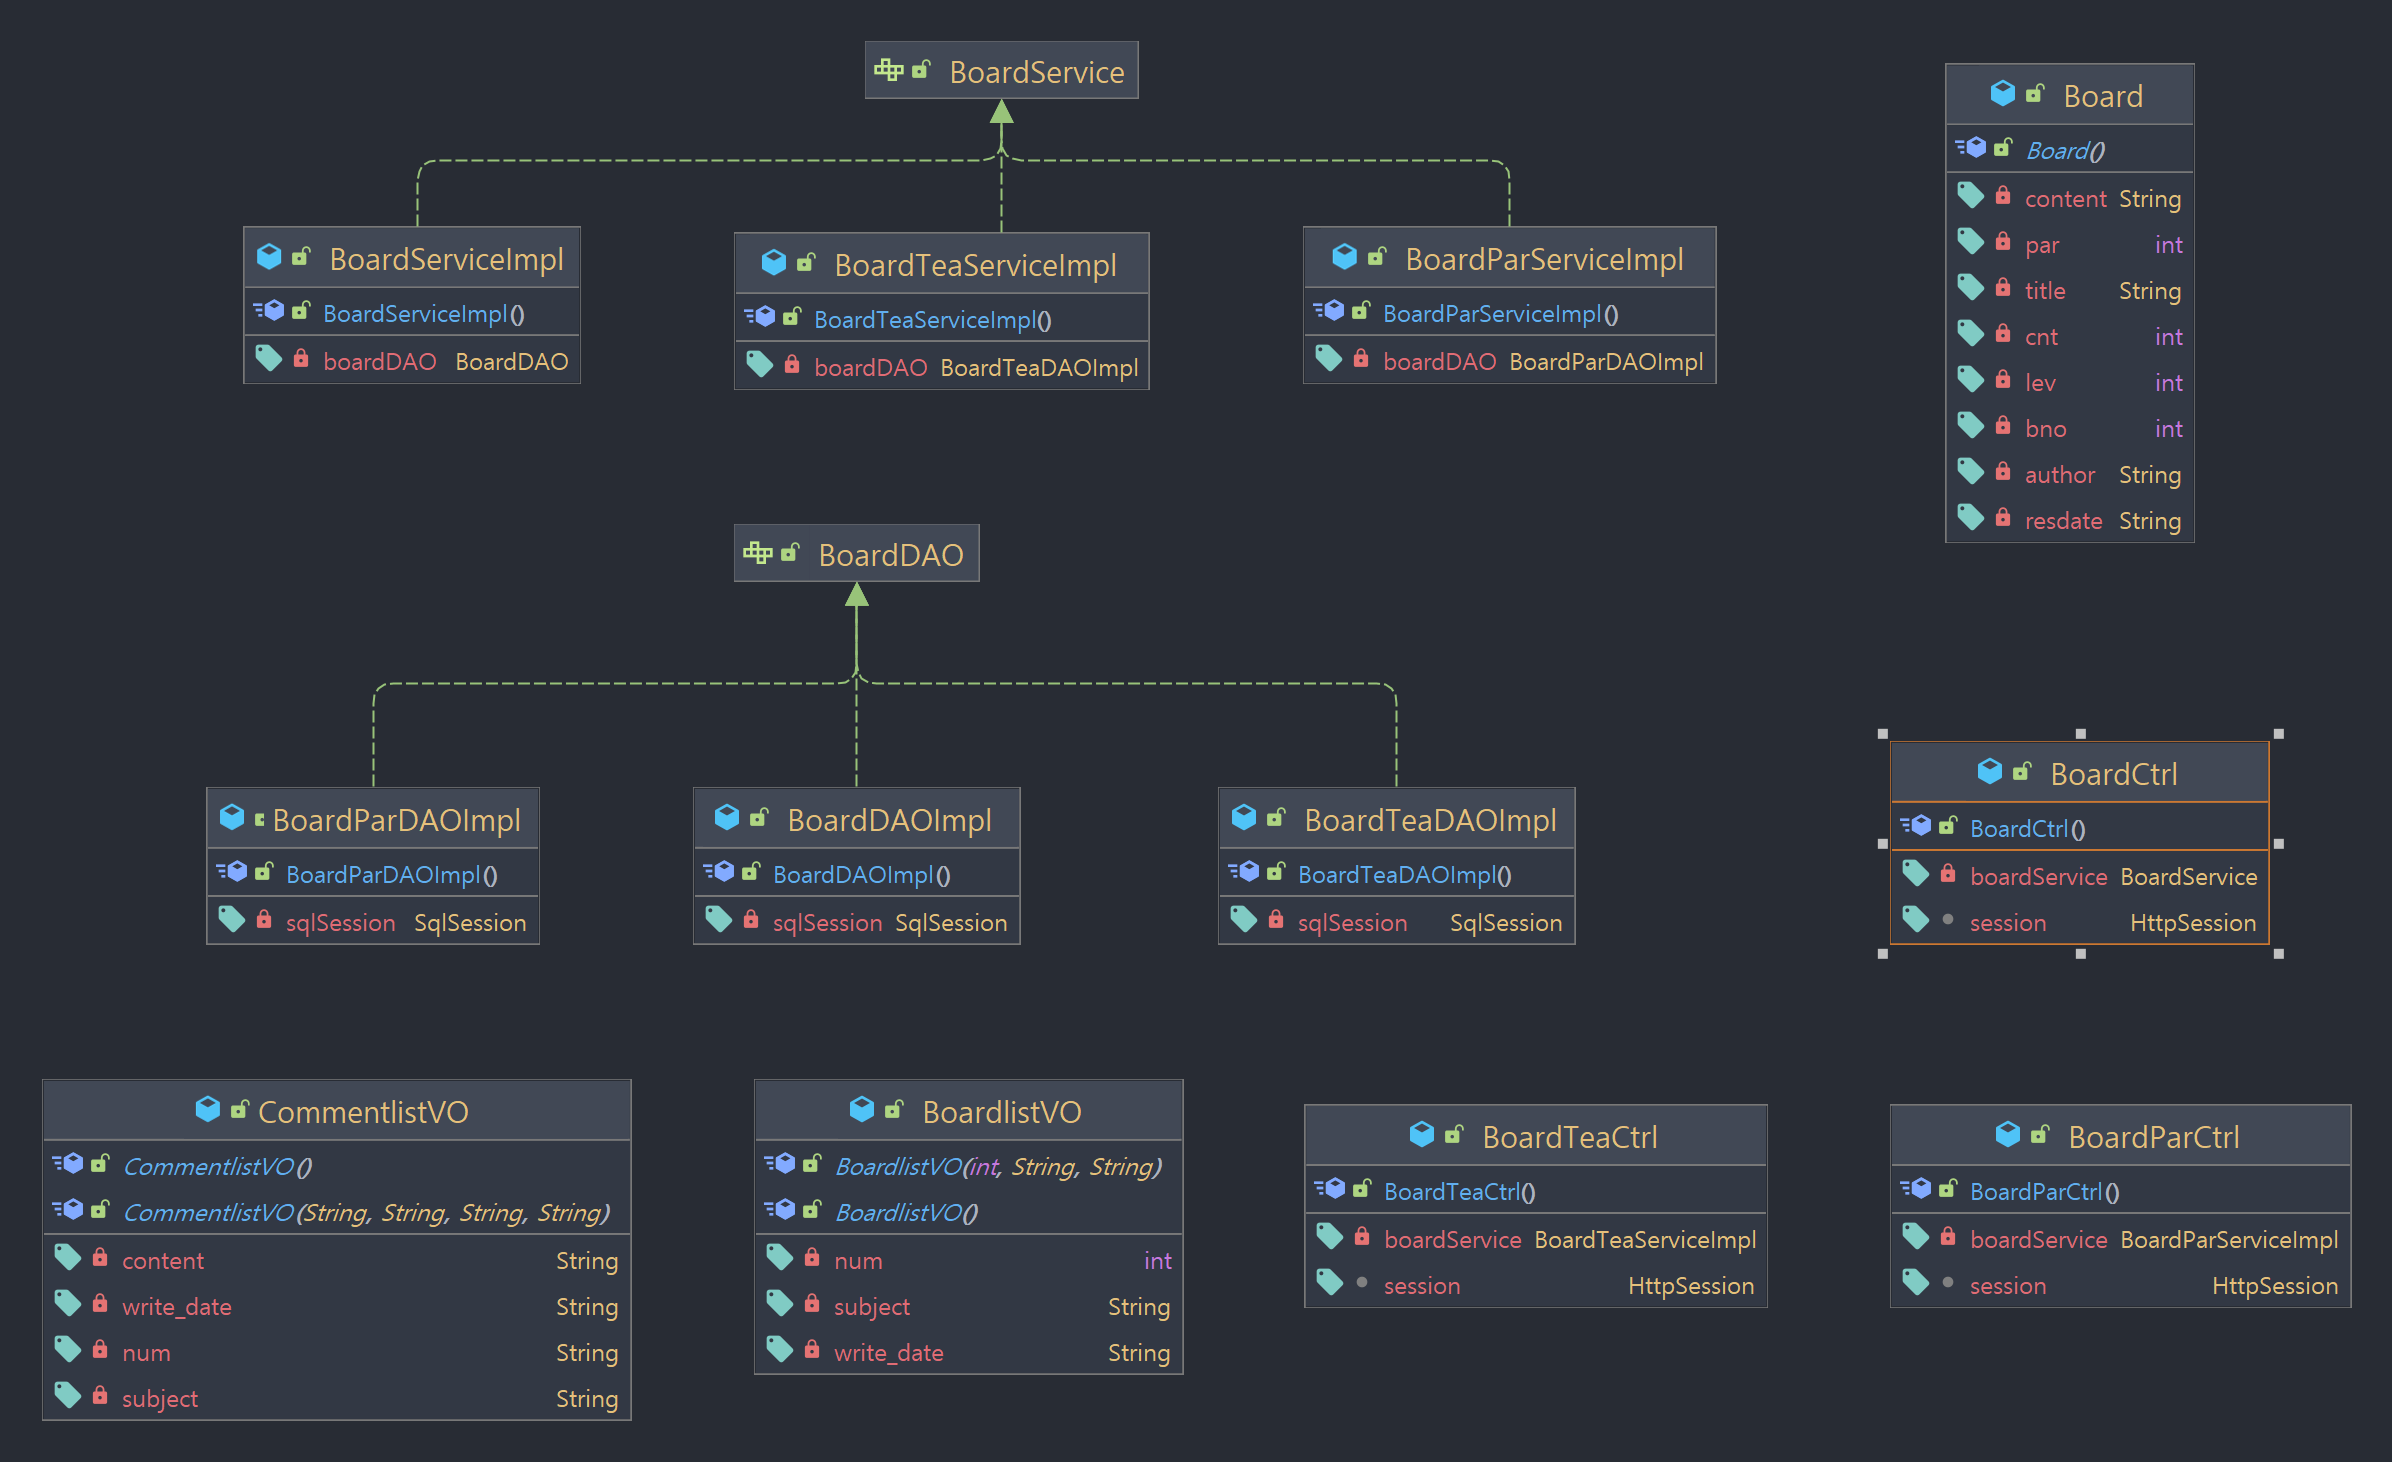 BoardService
BoardServiceImpl
BoardServiceImpl()
boardDAO BoardDAO
BoardTeaServiceImpl
BoardTeaServiceImpl()
boardDAO BoardTeaDAOImpl
BoardParServiceImpl
BoardParServiceImpl()
boardDAO BoardParDAOImpl
Board
Board()
content String
par int
title String
cnt int
lev int
bno int
author String
resdate String
BoardDAO
BoardParDAOImpl
BoardParDAOImpl()
sqlSession SqlSession
BoardDAOImpl
BoardDAOImpl()
sqlSession SqlSession
BoardTeaDAOImpl
BoardTeaDAOImpl()
sqlSession SqlSession
BoardCtrl
BoardCtrl()
boardService BoardService
session HttpSession
CommentlistVO
CommentlistVO()
CommentlistVO(String, String, String, String)
content String
write_date String
num String
subject String
BoardlistVO
BoardlistVO(int, String, String)
BoardlistVO()
num int
subject String
write_date String
BoardTeaCtrl
BoardTeaCtrl()
boardService BoardTeaServiceImpl
session HttpSession
BoardParCtrl
BoardParCtrl()
boardService BoardParServiceImpl
session HttpSession